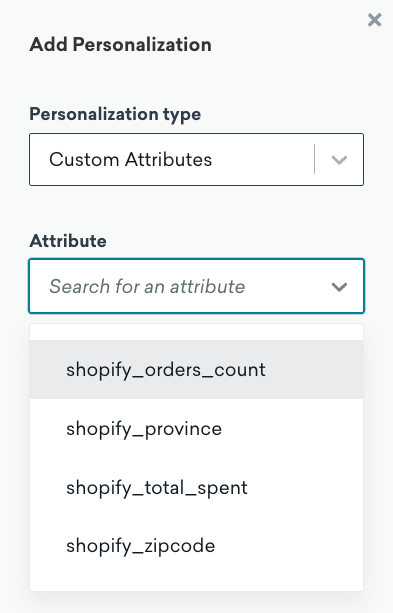 Add Personalization
Personalization type
Custom Attributes
Attribute
Search for an attribute
shopify_orders_count
shopify_province
shopify_total_spent
shopify_zipcode